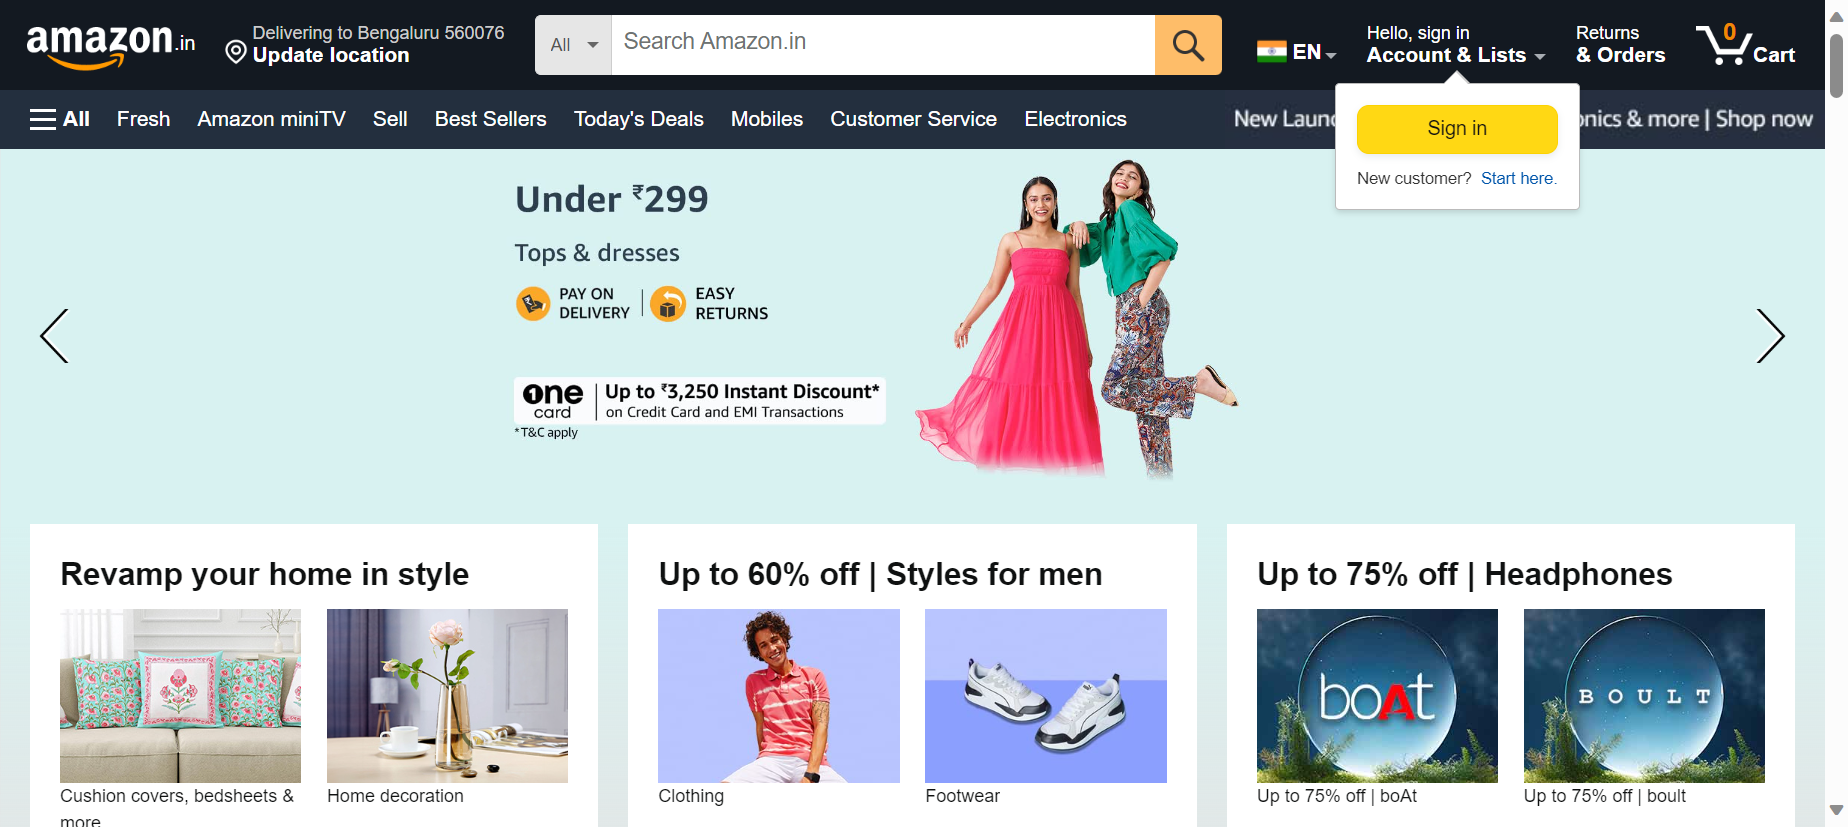 amazon.in
Delivering to Bengaluru 560076
Update location
All
Search Amazon.in
EN
Hello, sign in
Account & Lists
Returns
& Orders
0
Cart
All
Fresh
Amazon miniTV
Sell
Best Sellers
Today's Deals
Mobiles
Customer Service
Electronics
New Laun
onics & more | Shop now
Sign in
New customer? Start here.
Under ₹299
Tops & dresses
PAY ON
DELIVERY
EASY
RETURNS
one
card
Up to ₹3,250 Instant Discount*
on Credit Card and EMI Transactions
*T&C apply
Revamp your home in style
Cushion covers, bedsheets &
more
Home decoration
Up to 60% off | Styles for men
Clothing
Footwear
Up to 75% off | Headphones
boAt
BOULT
Up to 75% off | boAt
Up to 75% off | boult